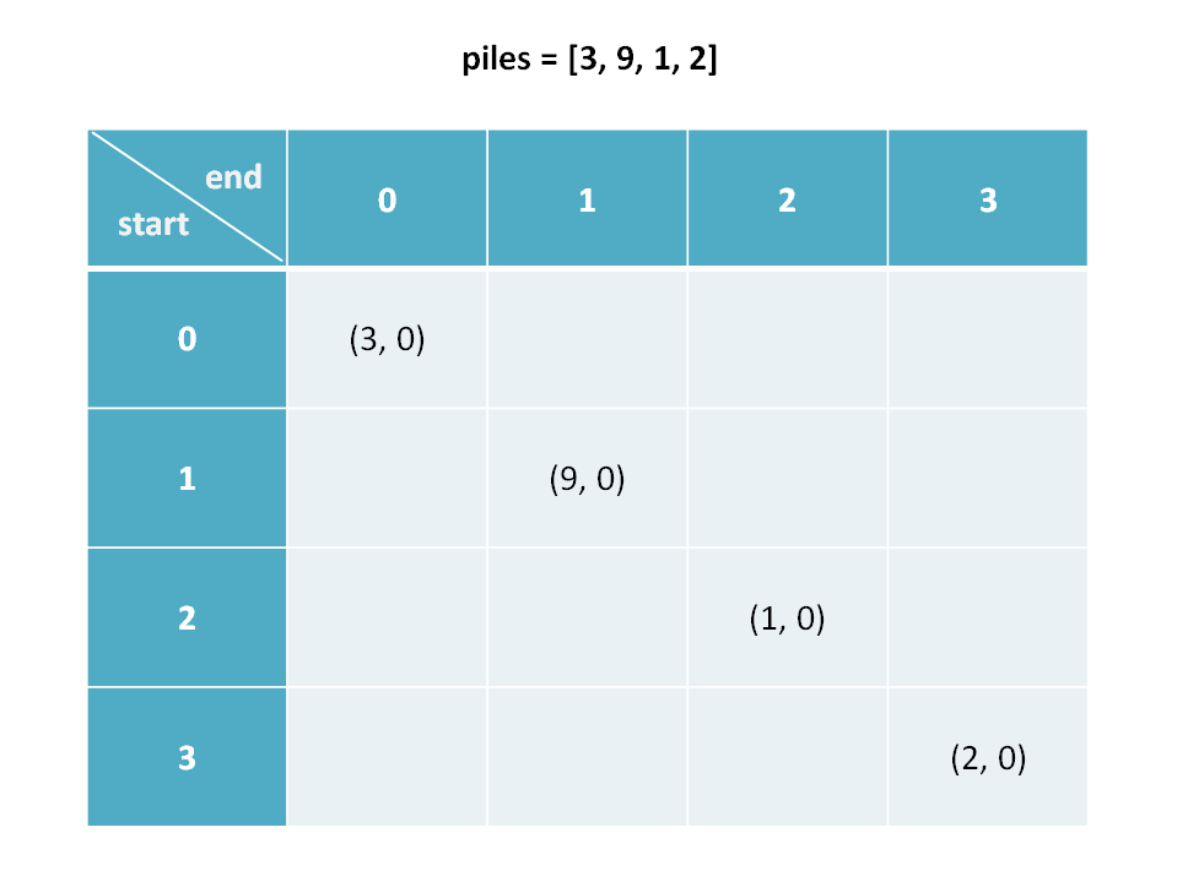 piles = [3, 9, 1, 2]
end
start
0 1 2 3
0 (3, 0)
1 (9, 0)
2 (1, 0)
3 (2, 0)